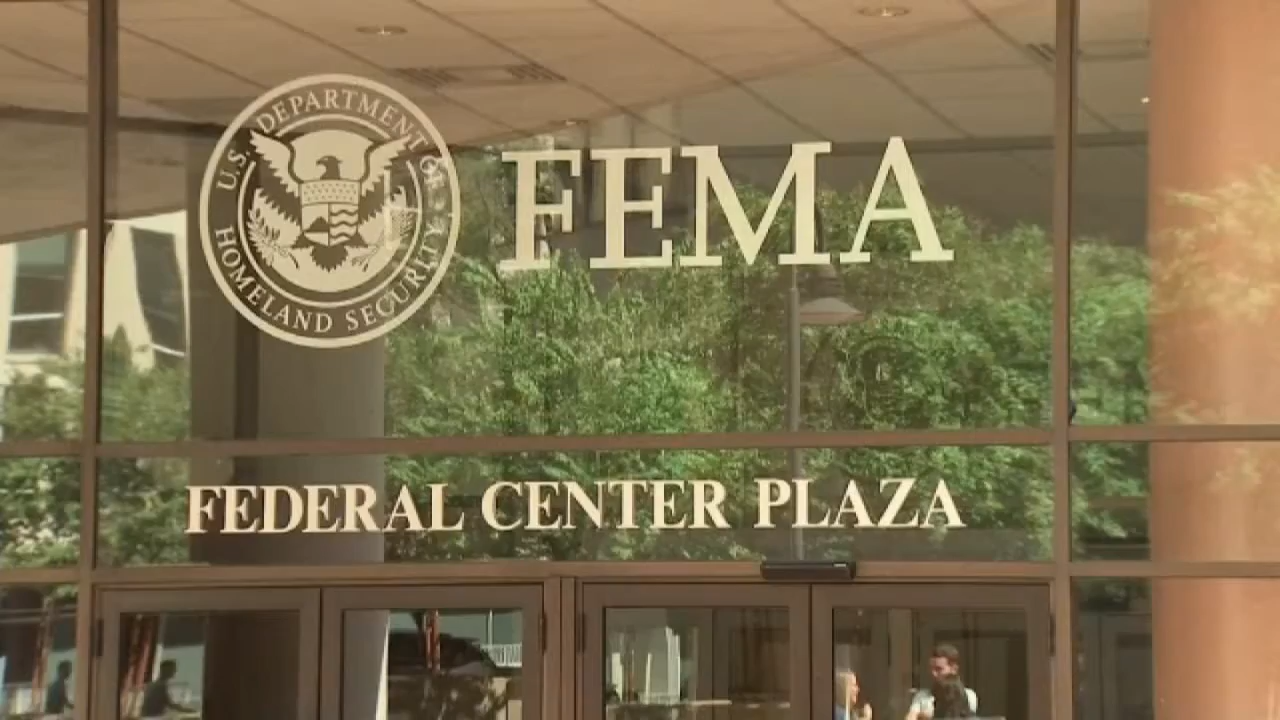 U.S. DEPARTMENT OF
HOMELAND SECURITY
FEMA
FEDERAL CENTER PLAZA